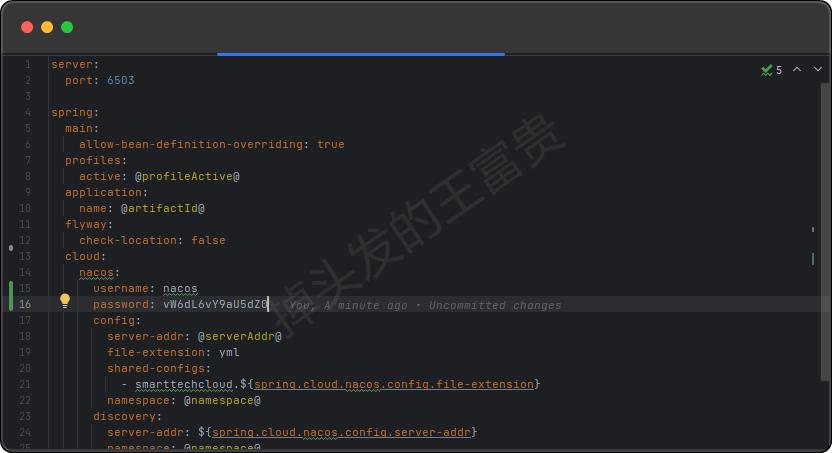 5
1 server:
2   port: 6503
3
4 spring:
5   main:
6     allow-bean-definition-overriding: true
7   profiles:
8     active: @profileActive@
9   application:
10     name: @artifactId@
11   flyway:
12     check-location: false
13   cloud:
14     nacos:
15       username: nacos
16       password: vW6dL6vY9aU5dZ0 You, A minute ago • Uncommitted changes
17       config:
18         server-addr: @serverAddr@
19         file-extension: yml
20         shared-configs:
21           - smarttechcloud.${spring.cloud.nacos.config.file-extension}
22         namespace: @namespace@
23       discovery:
24         server-addr: ${spring.cloud.nacos.config.server-addr}
25         namespace: @namespace@
掉头发的王富贵